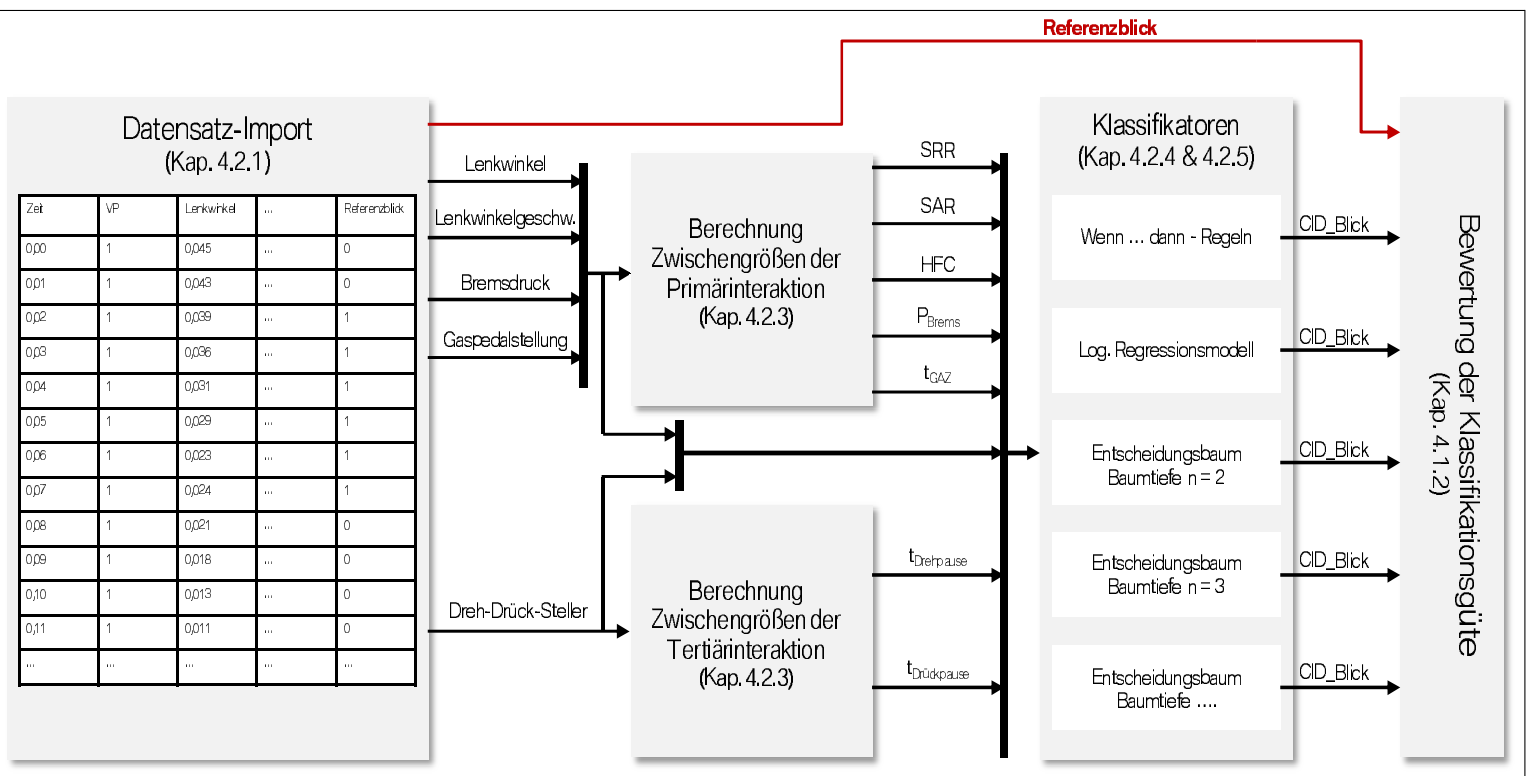 Referenzblick
Datensatz-Import
(Kap. 4.2.1)
Zeit VP Lenkwinkel ... Referenzblick
0,00 1 0,045 ... 0
0,01 1 0,043 ... 0
0,02 1 0,039 ... 1
0,03 1 0,036 ... 1
0,04 1 0,031 ... 1
0,05 1 0,029 ... 1
0,06 1 0,023 ... 1
0,07 1 0,024 ... 1
0,08 1 0,021 ... 0
0,09 1 0,018 ... 0
0,10 1 0,013 ... 0
0,11 1 0,011 ... 0
... ... ... ... ...
Lenkwinkel
Lenkwinkelgeschw.
Bremsdruck
Gaspedalstellung
Dreh-Drück-Steller
Berechnung
Zwischengrößen der
Primärinteraktion
(Kap. 4.2.3)
Berechnung
Zwischengrößen der
Tertiärinteraktion
(Kap. 4.2.3)
SRR
SAR
HFC
PBrems
tGAZ
tDrehpause
tDrückpause
Klassifikatoren
(Kap. 4.2.4 & 4.2.5)
Wenn ... dann - Regeln
Log. Regressionsmodell
Entscheidungsbaum
Baumtiefe n = 2
Entscheidungsbaum
Baumtiefe n = 3
Entscheidungsbaum
Baumtiefe ....
CID_Blick
CID_Blick
CID_Blick
CID_Blick
CID_Blick
Bewertung der Klassifikationsgüte
(Kap. 4.1.2)